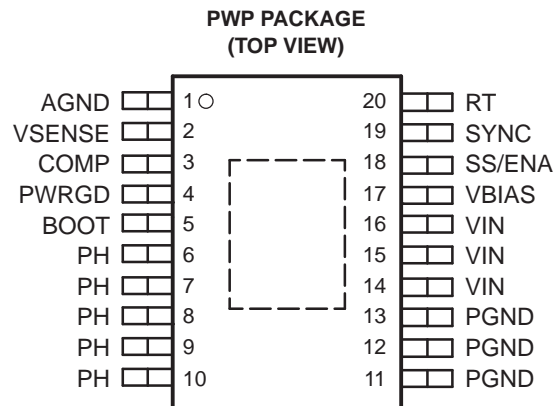 PWP PACKAGE
(TOP VIEW)
AGND 1 20 RT
VSENSE 2 19 SYNC
COMP 3 18 SS/ENA
PWRGD 4 17 VBIAS
BOOT 5 16 VIN
PH 6 15 VIN
PH 7 14 VIN
PH 8 13 PGND
PH 9 12 PGND
PH 10 11 PGND